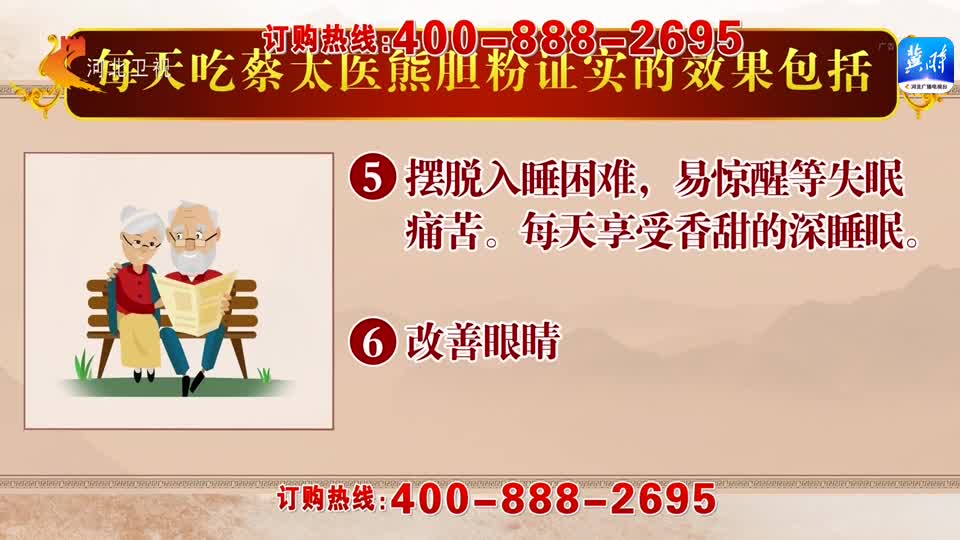 订购热线:400-888-2695
广告
河北卫视
每天吃蔡太医熊胆粉证实的效果包括
冀时
河北广播电视台
5 摆脱入睡困难，易惊醒等失眠
痛苦。每天享受香甜的深睡眠。
6 改善眼睛
订购热线:400-888-2695